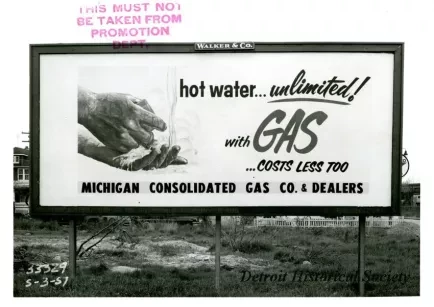 THIS MUST NOT
BE TAKEN FROM
PROMOTION
DEPT.
WALKER & CO.
hot water... unlimited!
with GAS
...COSTS LESS TOO
MICHIGAN CONSOLIDATED GAS CO. & DEALERS
5-3-57
Detroit Historical Society